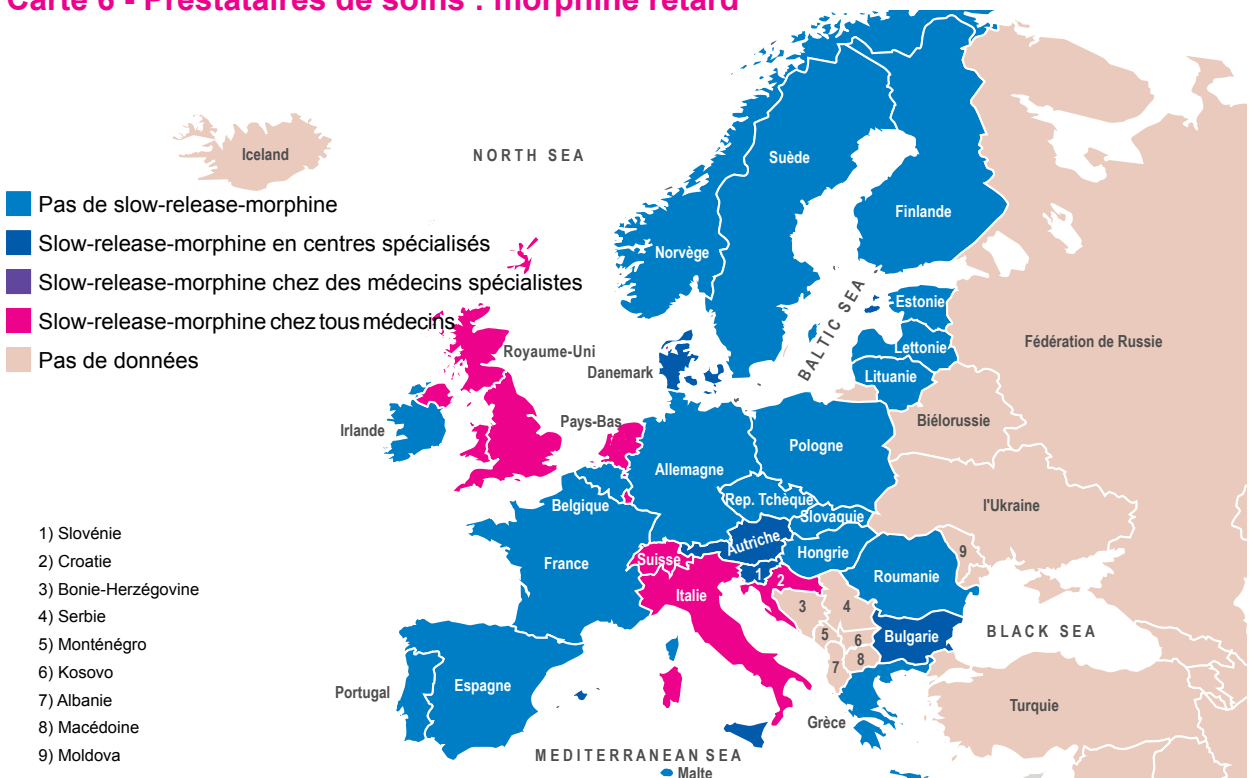 Carte 6 - Prestataires de soins : morphine retard
Iceland
NORTH SEA
Suède
Finlande
Norvège
Pas de slow-release-morphine
Slow-release-morphine en centres spécialisés
Slow-release-morphine chez des médecins spécialistes
Slow-release-morphine chez tous médecins
Pas de données
BALTIC SEA
Estonie
Lettonie
Lituanie
Fédération de Russie
Royaume-Uni
Danemark
Irlande
Pays-Bas
Biélorussie
Pologne
Allemagne
Belgique
Rep. Tchèque
Slovaquie
l'Ukraine
Autriche
Hongrie
France
Suisse
Italie
Roumanie
1
2
3
4
5
6
7
8
9
Bulgarie
BLACK SEA
Portugal
Espagne
Grèce
Turquie
MEDITERRANEAN SEA
Malte
1) Slovénie
2) Croatie
3) Bonie-Herzégovine
4) Serbie
5) Monténégro
6) Kosovo
7) Albanie
8) Macédoine
9) Moldova